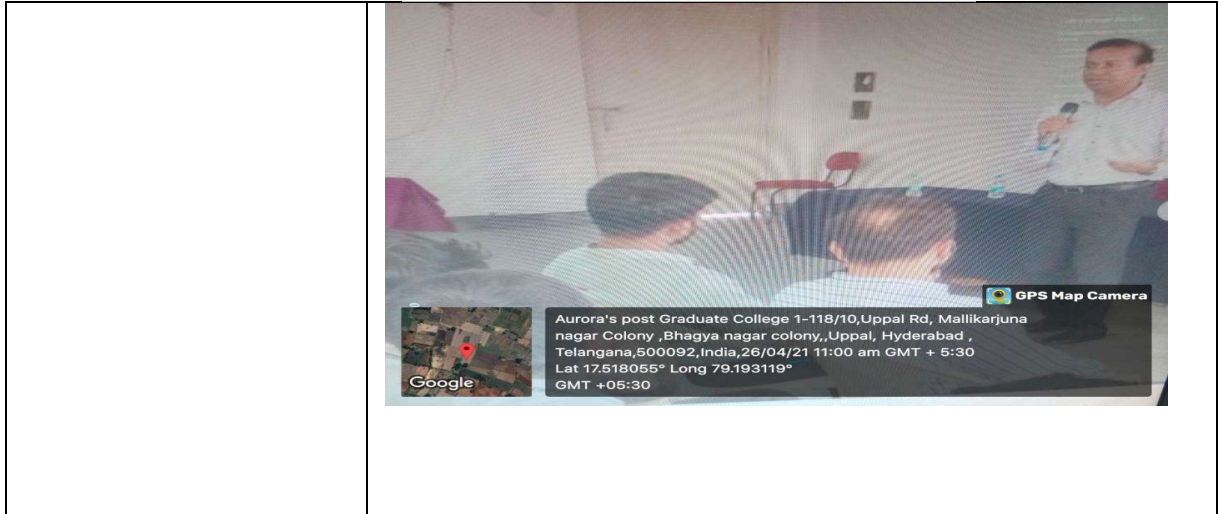 GPS Map Camera
Aurora's post Graduate College 1-118/10,Uppal Rd, Mallikarjuna
nagar Colony ,Bhagya nagar colony,,Uppal, Hyderabad ,
Telangana,500092,India,26/04/21 11:00 am GMT + 5:30
Lat 17.518055° Long 79.193119°
GMT +05:30
Google